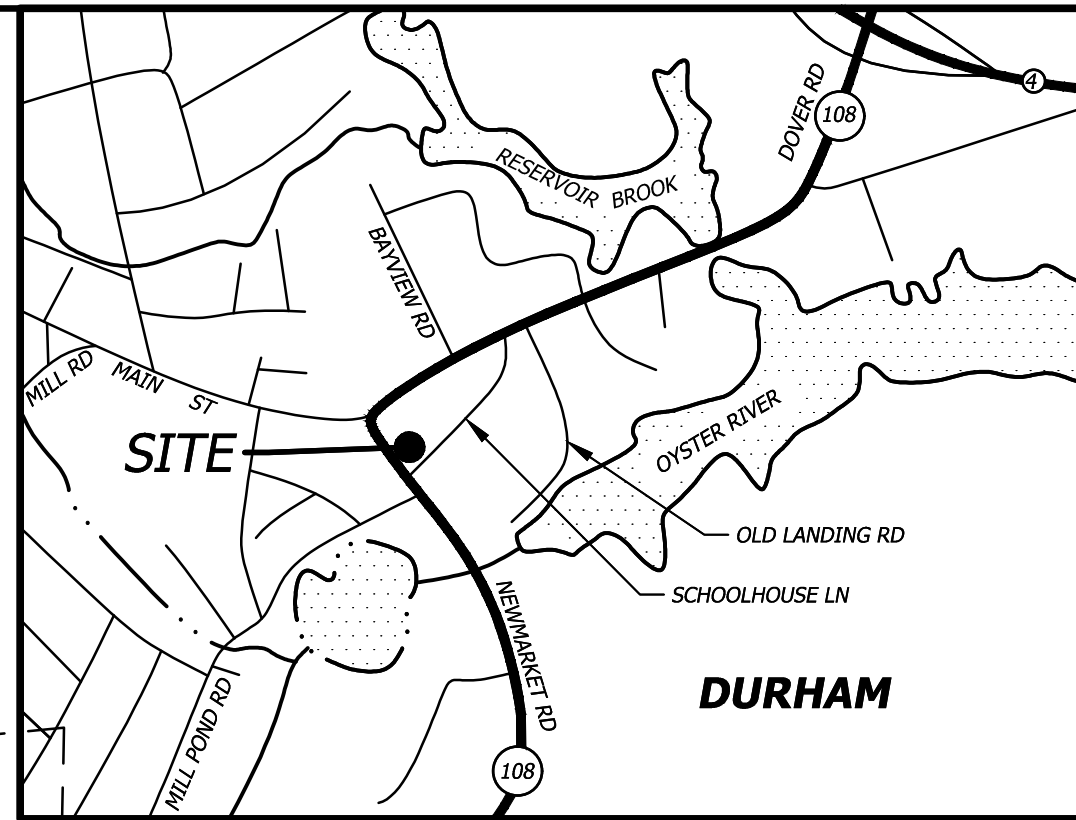 4
DOVER RD
108
RESERVOIR BROOK
BAYVIEW RD
MILL RD
MAIN ST
SITE
OYSTER RIVER
OLD LANDING RD
SCHOOLHOUSE LN
NEWMARKET RD
DURHAM
MILL POND RD
108